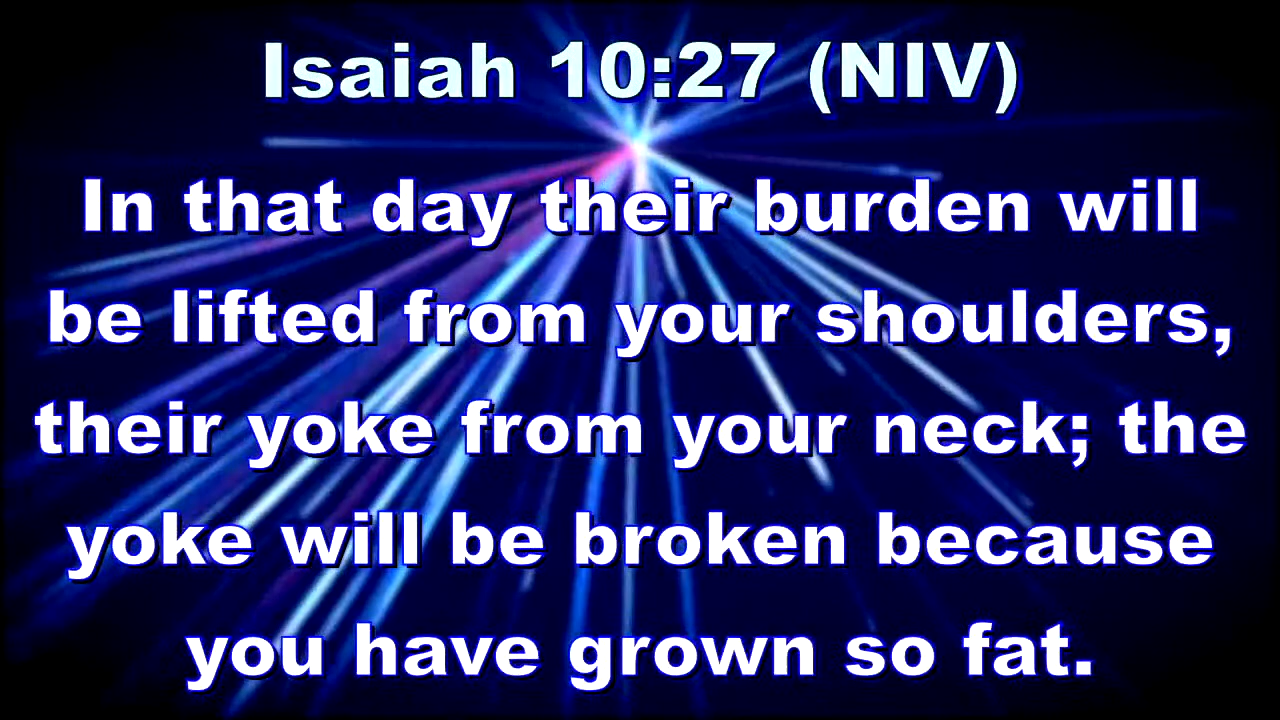 Isaiah 10:27 (NIV)
In that day their burden will
be lifted from your shoulders,
their yoke from your neck; the
yoke will be broken because
you have grown so fat.